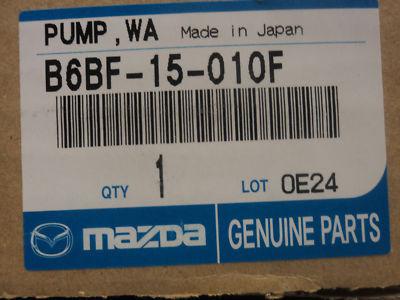 PUMP,WA Made in Japan
B6BF-15-010F
QTY 1 LOT 0E24
mazda GENUINE PARTS